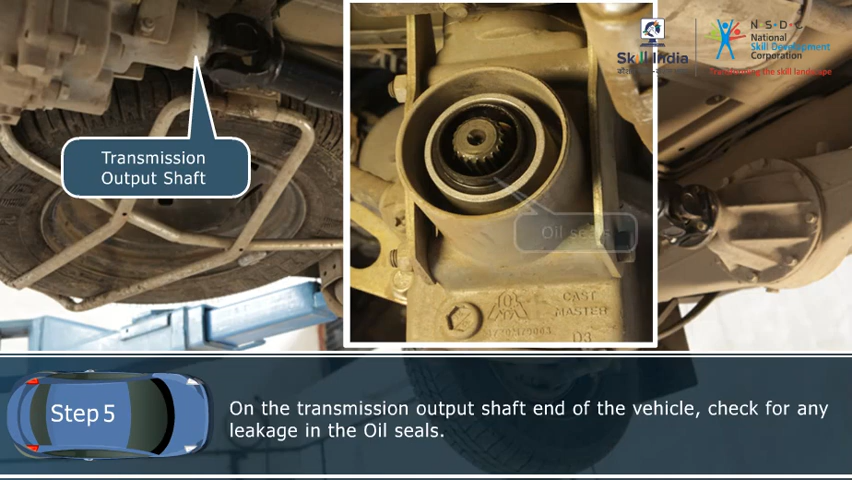 Skill India
N·S·D·C
National
Skill Development
Corporation
Transforming the skill landscape
Transmission
Output Shaft
Oil seals
CAST
MASTER
D3
Step 5
On the transmission output shaft end of the vehicle, check for any
leakage in the Oil seals.